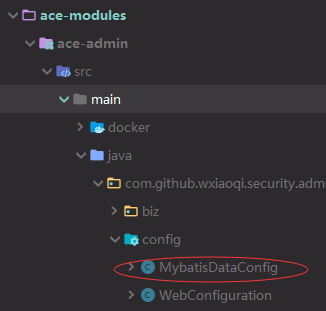 ace-modules
ace-admin
src
main
docker
java
com.github.wxiaoqi.security.adm
biz
config
MybatisDataConfig
WebConfiguration